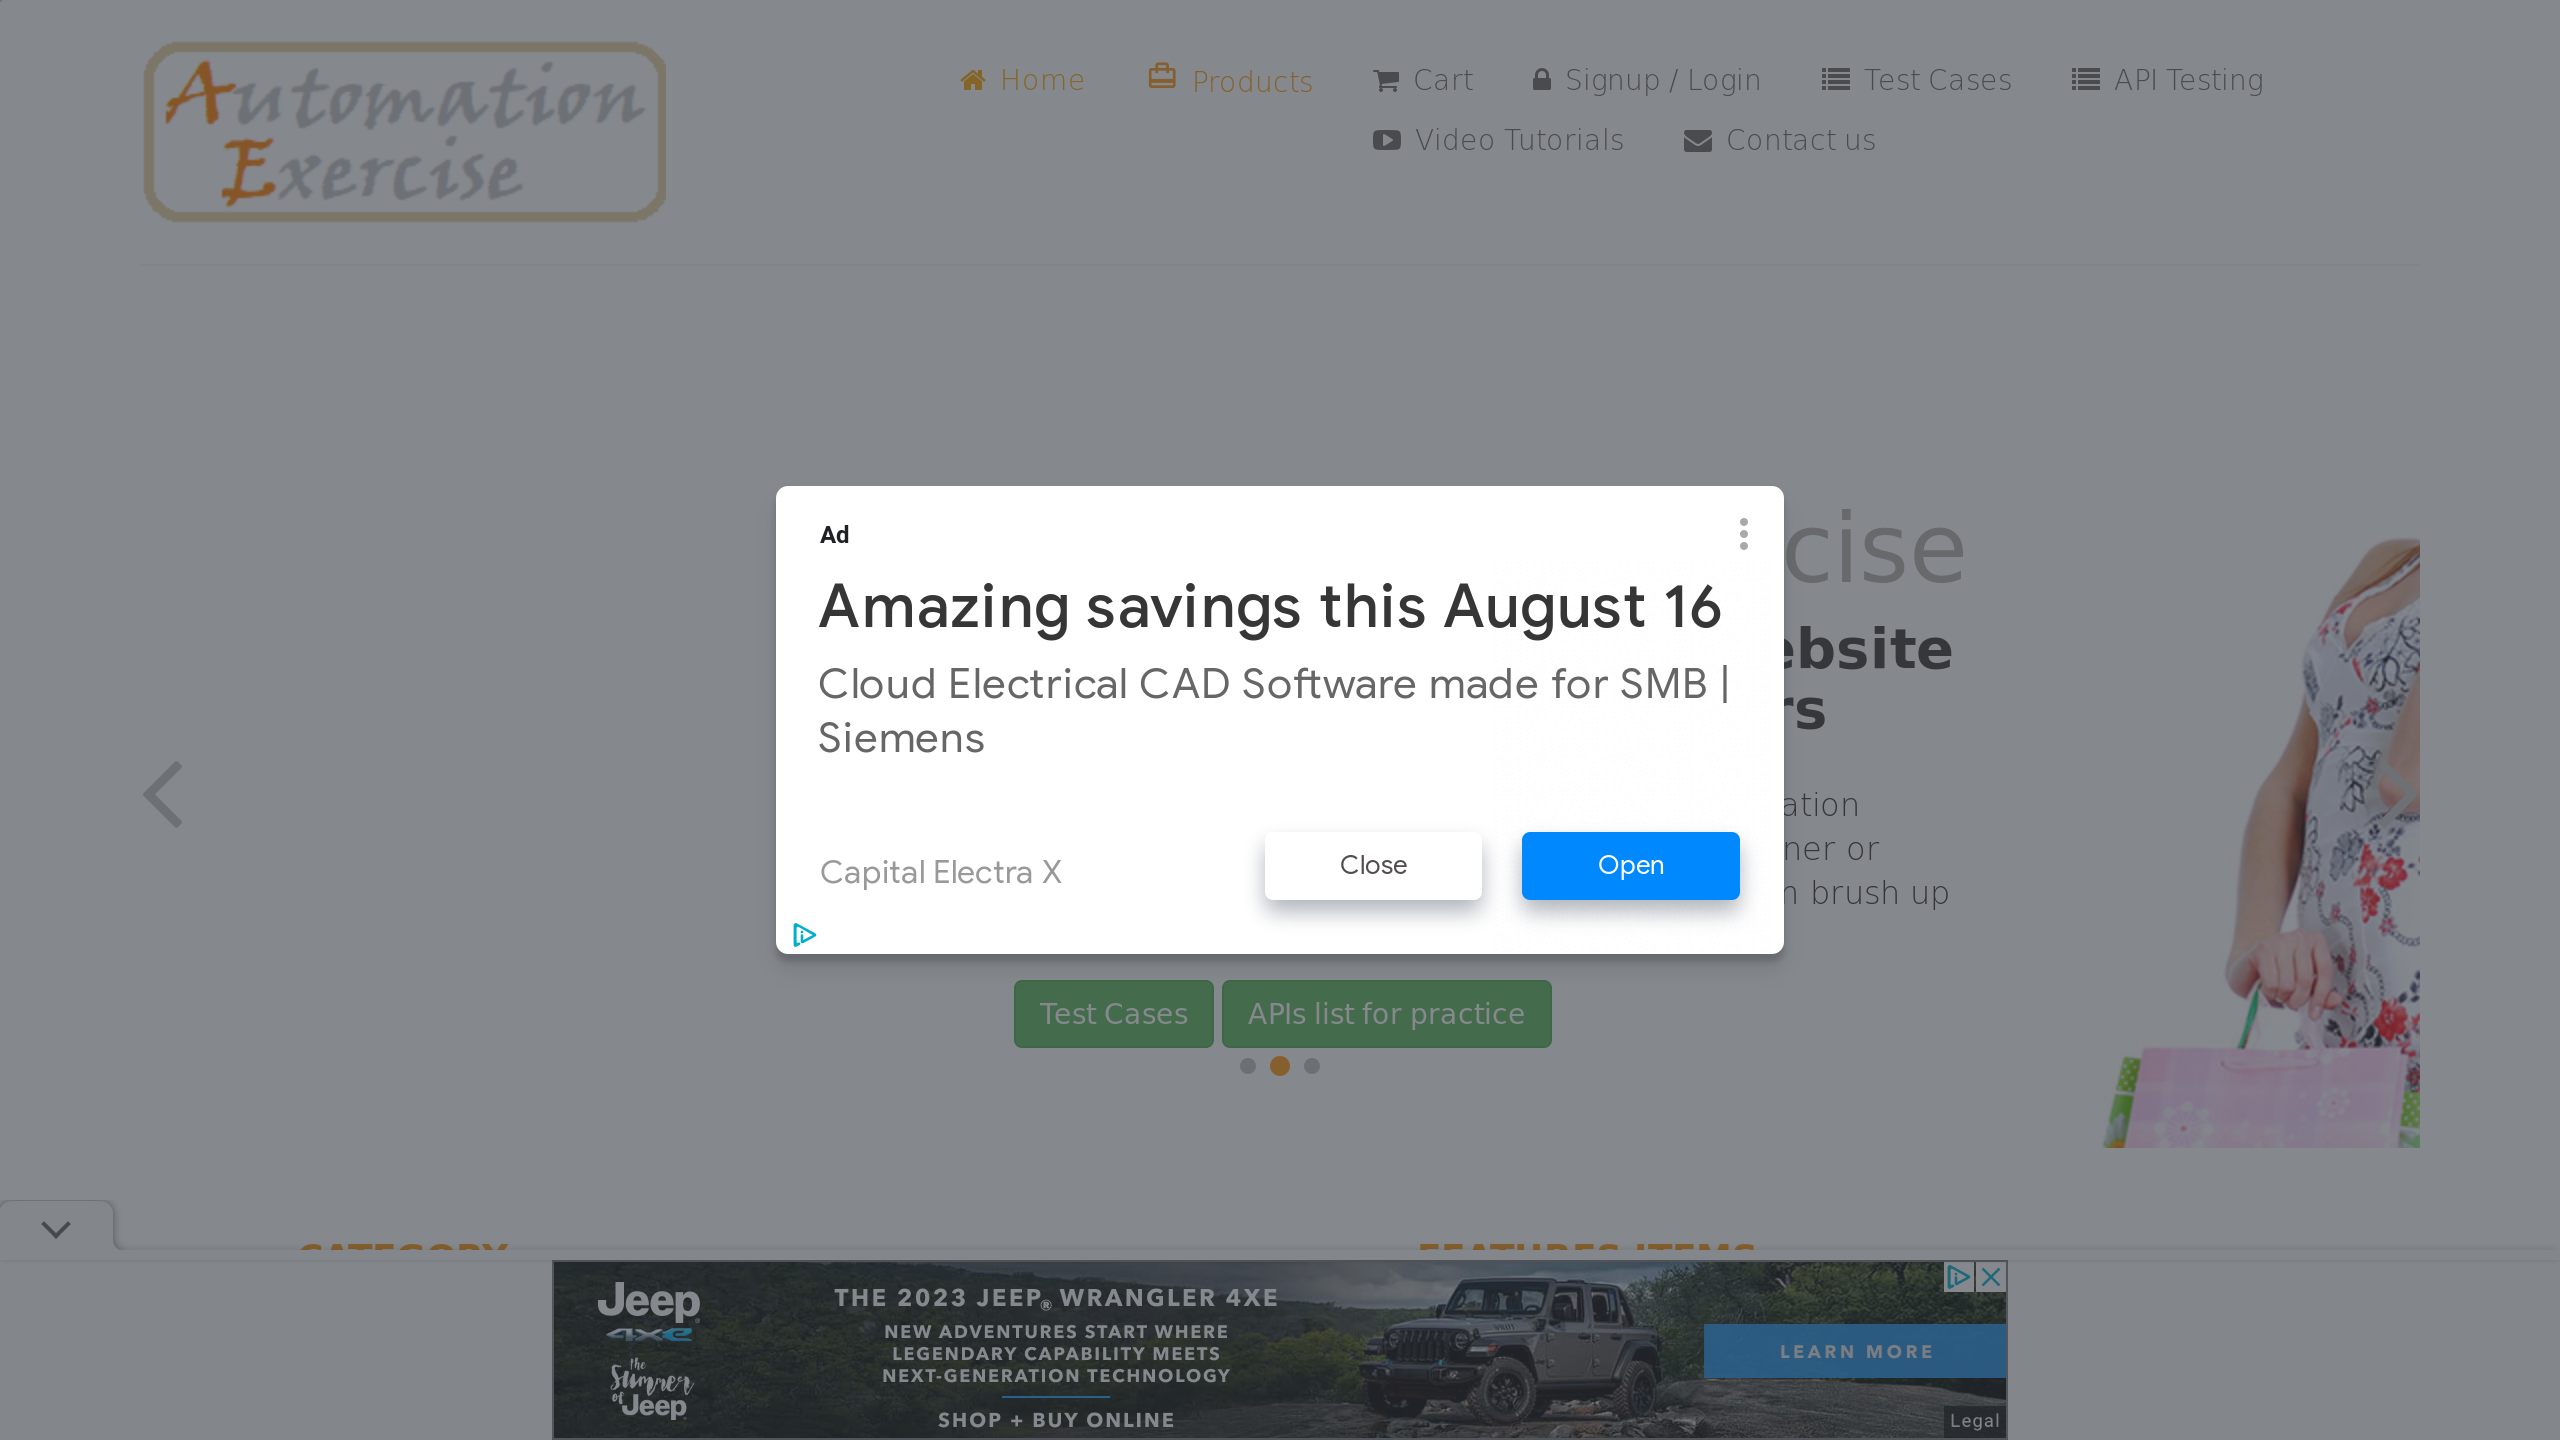 Automation
Exercise
Home
Products
Cart
Signup / Login
Test Cases
API Testing
Video Tutorials
Contact us
cise
ebsite
rs
ation
ner or
n brush up
Ad
Amazing savings this August 16
Cloud Electrical CAD Software made for SMB |
Siemens
Capital Electra X
Close
Open
Test Cases
APIs list for practice
CATEGORY
FEATURES ITEMS
Jeep
4xe
the
Summer
of
Jeep
THE 2023 JEEP® WRANGLER 4XE
NEW ADVENTURES START WHERE
LEGENDARY CAPABILITY MEETS
NEXT-GENERATION TECHNOLOGY
SHOP + BUY ONLINE
LEARN MORE
Legal